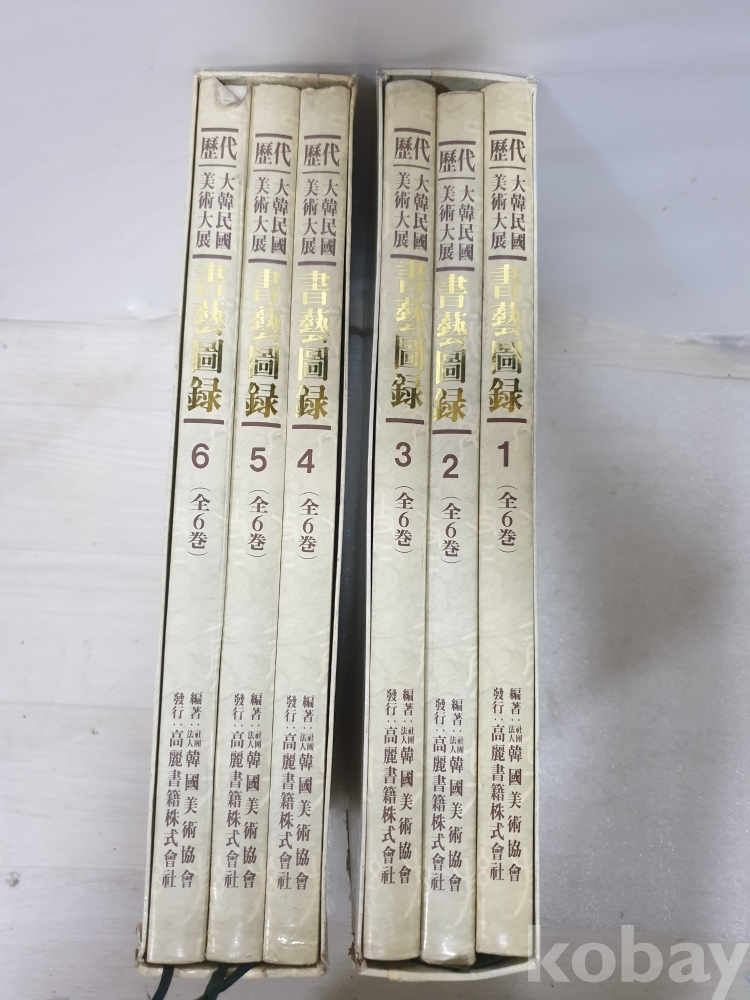 歷代
大韓民國
美術大展
書藝圖録
6
(全6巻)
編著:社團法人韓國美術協會
發行:高麗書籍株式會社
歷代
大韓民國
美術大展
書藝圖録
5
(全6巻)
編著:社團法人韓國美術協會
發行:高麗書籍株式會社
歷代
大韓民國
美術大展
書藝圖録
4
(全6巻)
編著:社團法人韓國美術協會
發行:高麗書籍株式會社
歷代
大韓民國
美術大展
書藝圖録
3
(全6巻)
編著:社團法人韓國美術協會
發行:高麗書籍株式會社
歷代
大韓民國
美術大展
書藝圖録
2
(全6巻)
編著:社團法人韓國美術協會
發行:高麗書籍株式會社
歷代
大韓民國
美術大展
書藝圖録
1
(全6巻)
編著:社團法人韓國美術協會
發行:高麗書籍株式會社
kobay